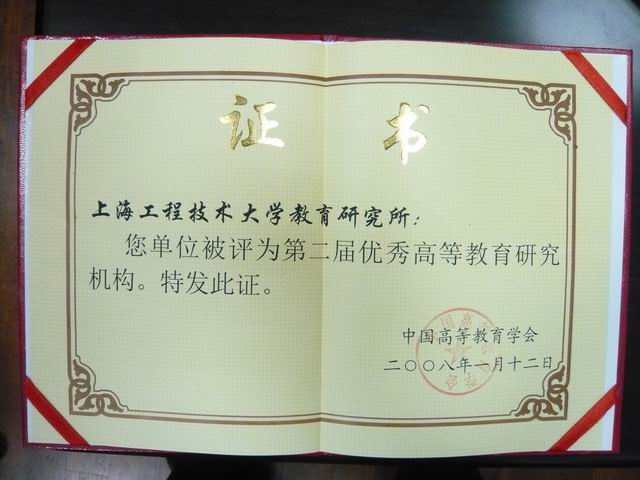 证 书
上海工程技术大学教育研究所：
您单位被评为第二届优秀高等教育研究
机构。特发此证。
中国高等教育学会
二〇〇八年一月十二日